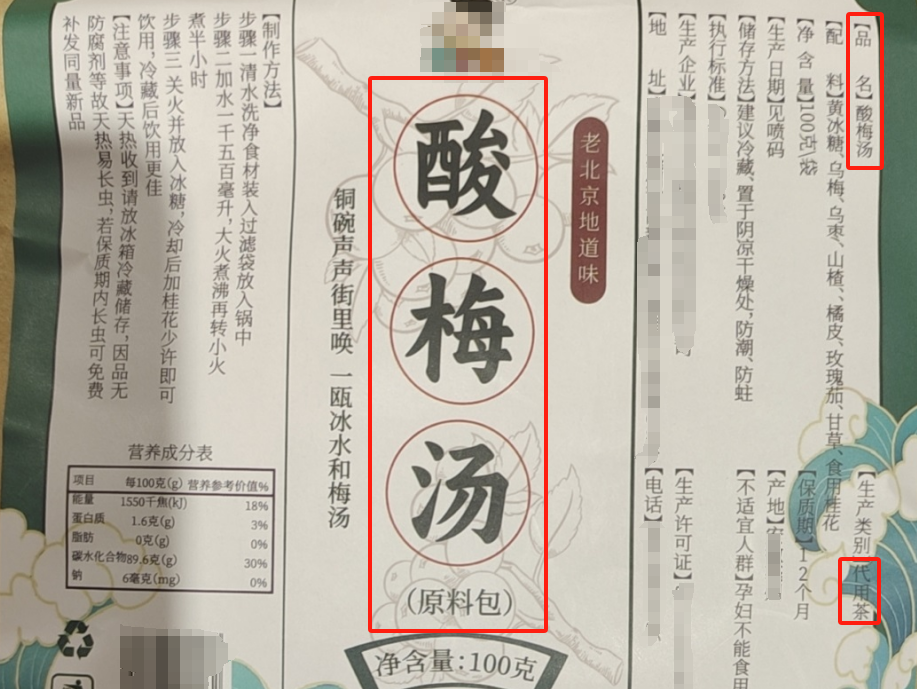 【品名】酸梅汤
【配料】黄冰糖、乌梅、乌枣、山楂、橘皮、玫瑰茄、甘草、食用桂花
【净含量】100克/袋
【生产日期】见喷码
【储存方法】建议冷藏、置于阴凉干燥处,防潮、防蛀
【执行标准】
【生产企业】
【地址】
【生产类别】代用茶
【保质期】12个月
【产地】安
【不适宜人群】孕妇不能食用
【生产许可证】
【电话】
老北京地道味
酸梅汤
(原料包)
净含量:100克
铜碗声声街里唤 一瓯冰水和梅汤
【制作方法】
步骤一 清水洗净食材装入过滤袋放入锅中
步骤二 加水一千五百毫升,大火煮沸再转小火
煮半小时
步骤三 关火并放入冰糖,冷却后加桂花少许即可
饮用,冷藏后饮用更佳
【注意事项】天热收到请放冰箱冷藏储存,因品无
防腐剂等故天热易长虫,若保质期内长虫可免费
补发同量新品
营养成分表
项目 每100克(g) 营养参考价值%
能量 1550千焦(kJ) 18%
蛋白质 1.6克(g) 3%
脂肪 0克(g) 0%
碳水化合物 89.6克(g) 30%
钠 6毫克(mg) 0%